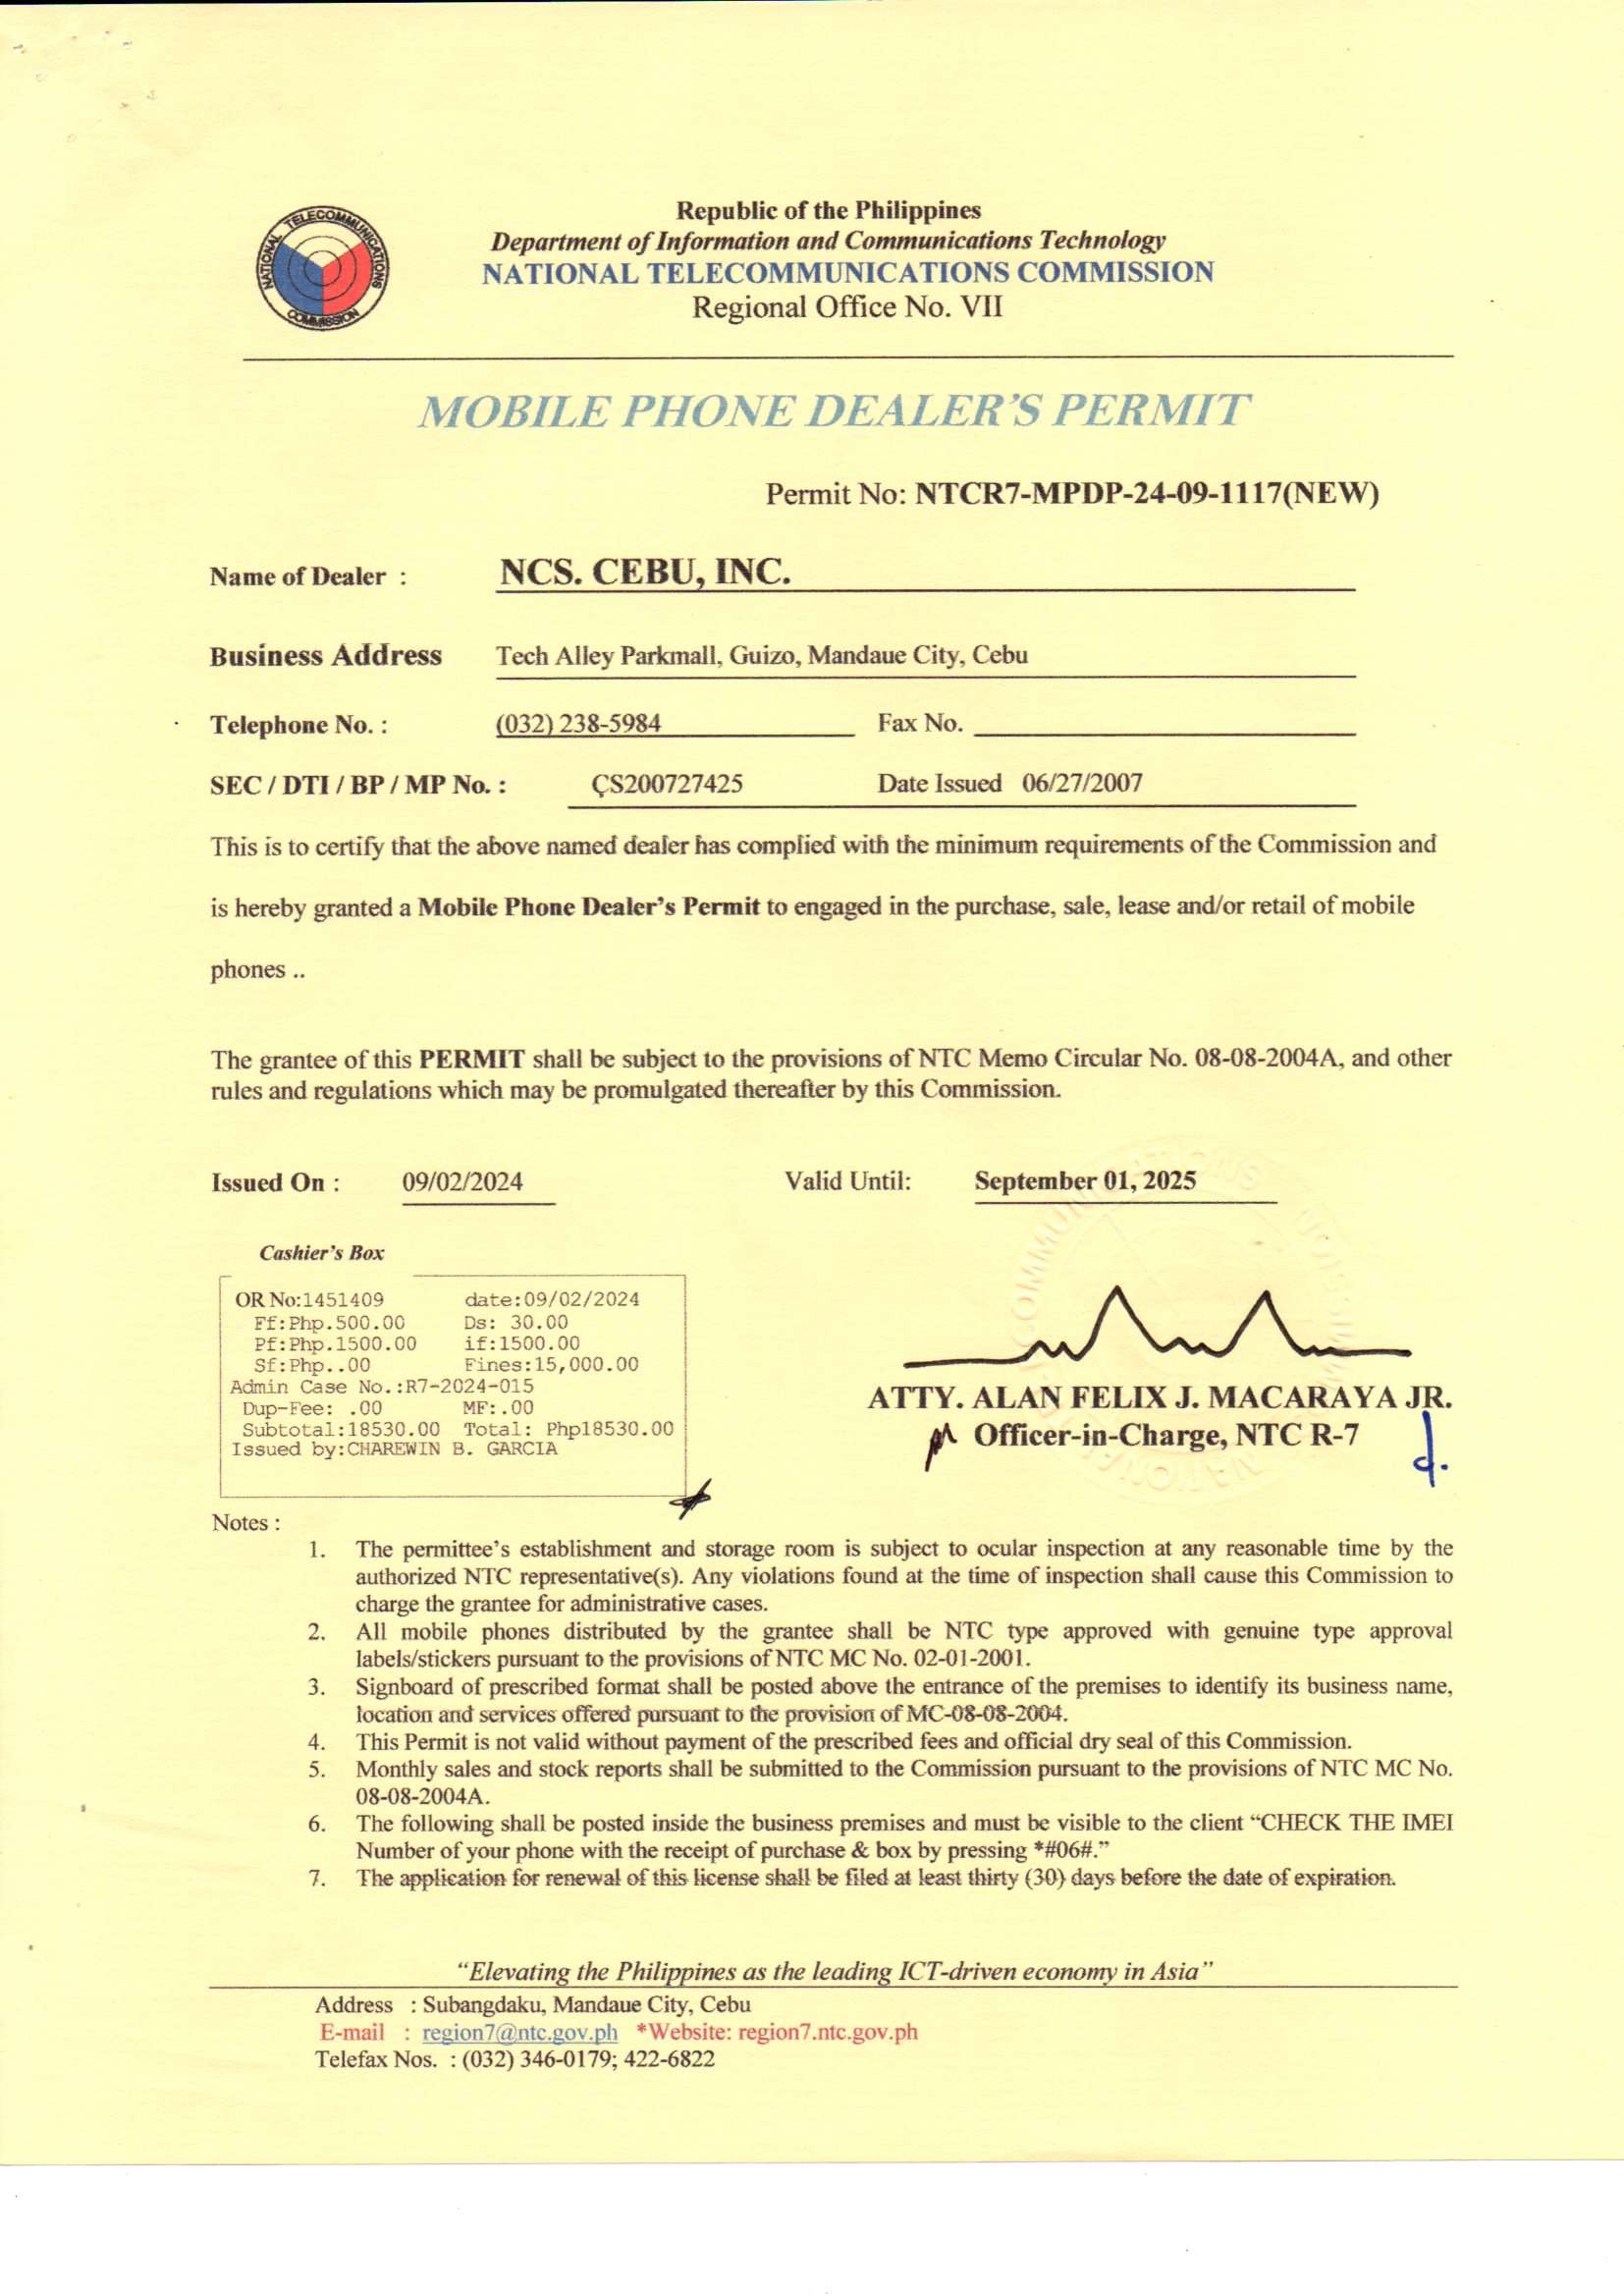 NATIONAL TELECOMMUNICATIONS COMMISSION
Republic of the Philippines
Department of Information and Communications Technology
NATIONAL TELECOMMUNICATIONS COMMISSION
Regional Office No. VII
MOBILE PHONE DEALER'S PERMIT
Permit No: NTCR7-MPDP-24-09-1117(NEW)
Name of Dealer : NCS. CEBU, INC.
Business Address Tech Alley Parkmall, Guizo, Mandaue City, Cebu
Telephone No. : (032) 238-5984 Fax No.
SEC / DTI / BP / MP No. : ÇS200727425 Date Issued 06/27/2007
This is to certify that the above named dealer has complied with the minimum requirements of the Commission and
is hereby granted a Mobile Phone Dealer's Permit to engaged in the purchase, sale, lease and/or retail of mobile
phones ..
The grantee of this PERMIT shall be subject to the provisions of NTC Memo Circular No. 08-08-2004A, and other
rules and regulations which may be promulgated thereafter by this Commission.
Issued On : 09/02/2024 Valid Until: September 01, 2025
Cashier's Box
OR No:1451409 date:09/02/2024
Ff:Php.500.00 Ds: 30.00
Pf:Php.1500.00 if:1500.00
Sf:Php..00 Fines:15,000.00
Admin Case No.:R7-2024-015
Dup-Fee: .00 MF:.00
Subtotal:18530.00 Total: Php18530.00
Issued by:CHAREWIN B. GARCIA
ATTY. ALAN FELIX J. MACARAYA JR.
Officer-in-Charge, NTC R-7
Notes :
1. The permittee's establishment and storage room is subject to ocular inspection at any reasonable time by the
authorized NTC representative(s). Any violations found at the time of inspection shall cause this Commission to
charge the grantee for administrative cases.
2. All mobile phones distributed by the grantee shall be NTC type approved with genuine type approval
labels/stickers pursuant to the provisions of NTC MC No. 02-01-2001.
3. Signboard of prescribed format shall be posted above the entrance of the premises to identify its business name,
location and services offered pursuant to the provision of MC-08-08-2004.
4. This Permit is not valid without payment of the prescribed fees and official dry seal of this Commission.
5. Monthly sales and stock reports shall be submitted to the Commission pursuant to the provisions of NTC MC No.
08-08-2004A.
6. The following shall be posted inside the business premises and must be visible to the client “CHECK THE IMEI
Number of your phone with the receipt of purchase & box by pressing *#06#.”
7. The application for renewal of this license shall be filed at least thirty (30) days before the date of expiration.
“Elevating the Philippines as the leading ICT-driven economy in Asia”
Address : Subangdaku, Mandaue City, Cebu
E-mail : region7@ntc.gov.ph *Website: region7.ntc.gov.ph
Telefax Nos. : (032) 346-0179; 422-6822